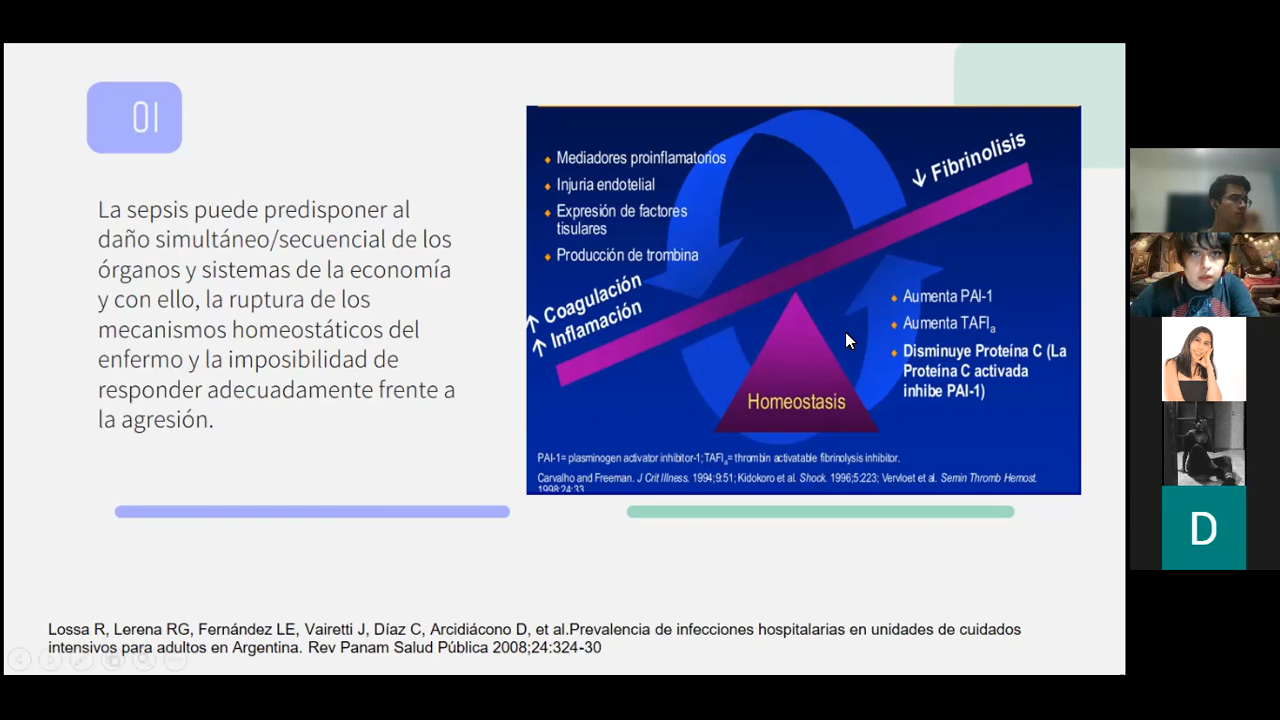 01
La sepsis puede predisponer al
daño simultáneo/secuencial de los
órganos y sistemas de la economía
y con ello, la ruptura de los
mecanismos homeostáticos del
enfermo y la imposibilidad de
responder adecuadamente frente a
la agresión.
Mediadores proinflamatorios
Injuria endotelial
Expresión de factores
tisulares
Producción de trombina
↑ Coagulación
↑ Inflamación
↓ Fibrinolisis
Aumenta PAI-1
Aumenta TAFIa
Disminuye Proteína C (La
Proteína C activada
inhibe PAI-1)
Homeostasis
PAI-1= plasminogen activator inhibitor-1; TAFIa= thrombin activatable fibrinolysis inhibitor.
Carvalho and Freeman. J Crit Illness. 1994;9:51; Kidokoro et al. Shock. 1996;5:223; Vervloet et al. Semin Thromb Hemost.
1998;24:33.
Lossa R, Lerena RG, Fernández LE, Vairetti J, Díaz C, Arcidiácono D, et al.Prevalencia de infecciones hospitalarias en unidades de cuidados
intensivos para adultos en Argentina. Rev Panam Salud Pública 2008;24:324-30
D